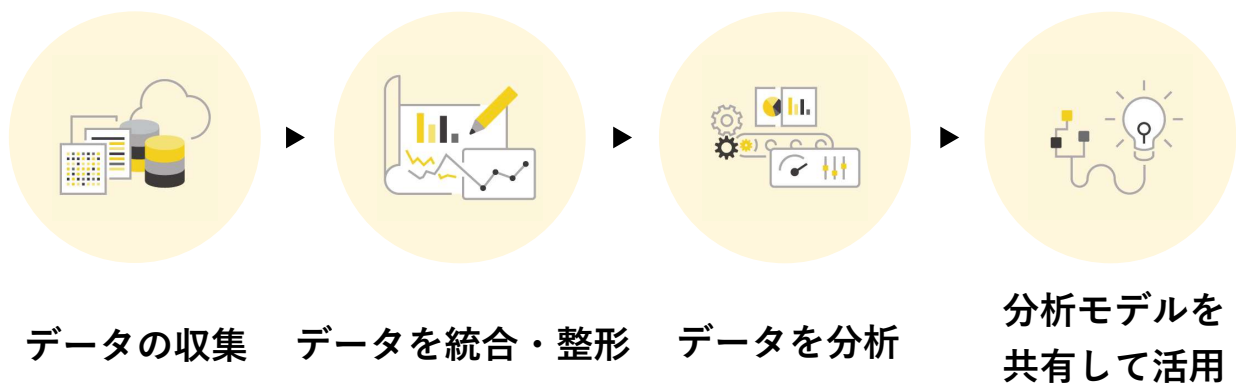 データの収集
データを統合・整形
データを分析
分析モデルを
共有して活用